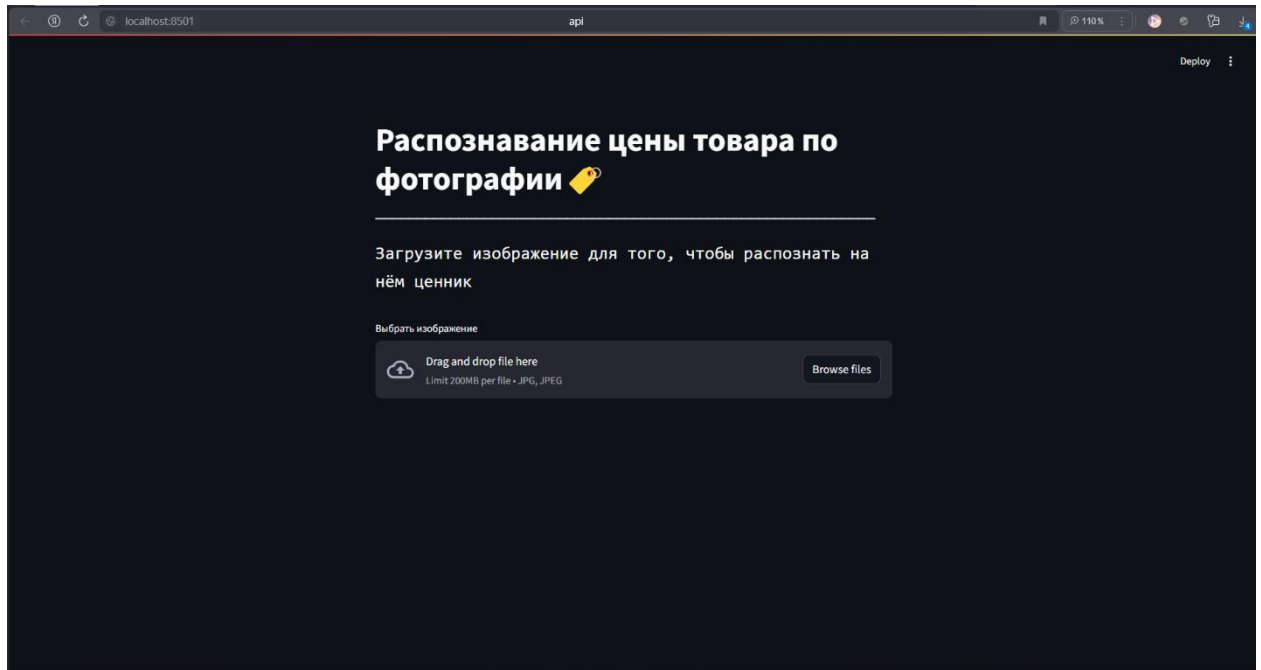 localhost:8501
api
110 %
Deploy
Распознавание цены товара по
фотографии
Загрузите изображение для того, чтобы распознать на
нём ценник
Выбрать изображение
Drag and drop file here
Limit 200MB per file • JPG, JPEG
Browse files